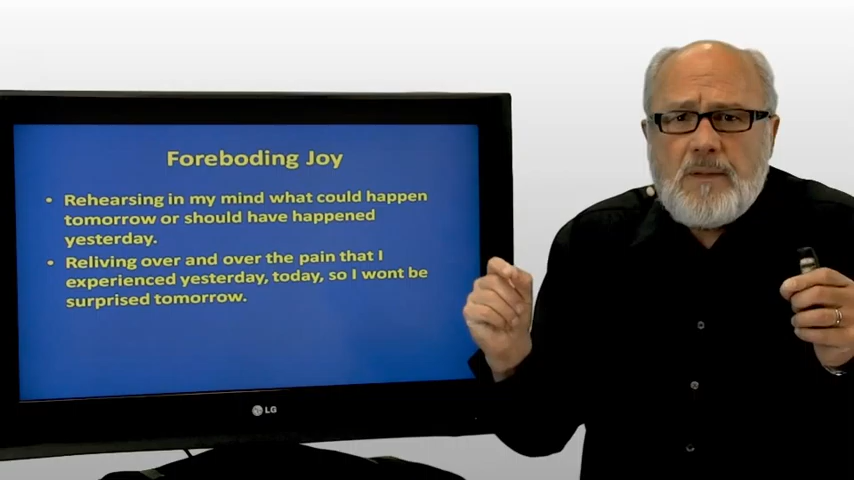 Foreboding Joy
• Rehearsing in my mind what could happen
tomorrow or should have happened
yesterday.
• Reliving over and over the pain that I
experienced yesterday, today, so I wont be
surprised tomorrow.
LG